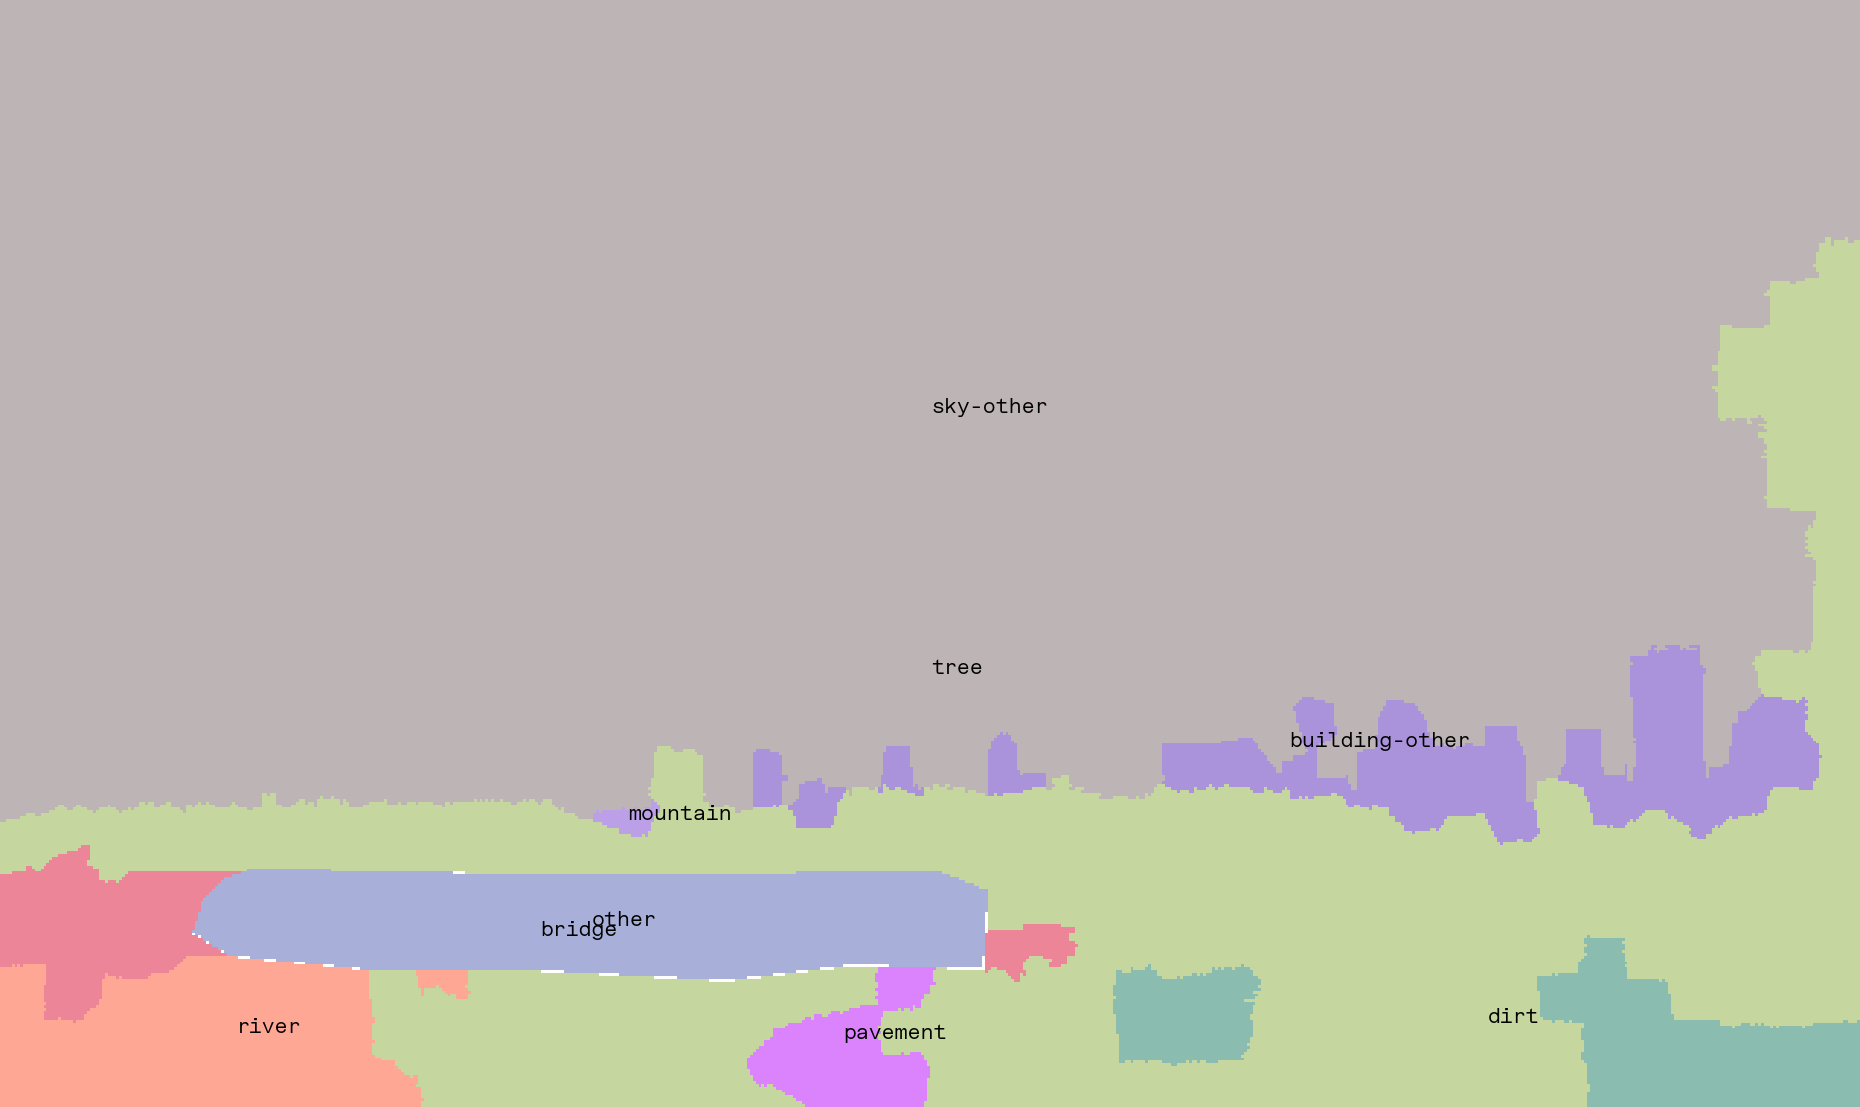 sky-other
tree
building-other
mountain
other
bridge
dirt
river
pavement